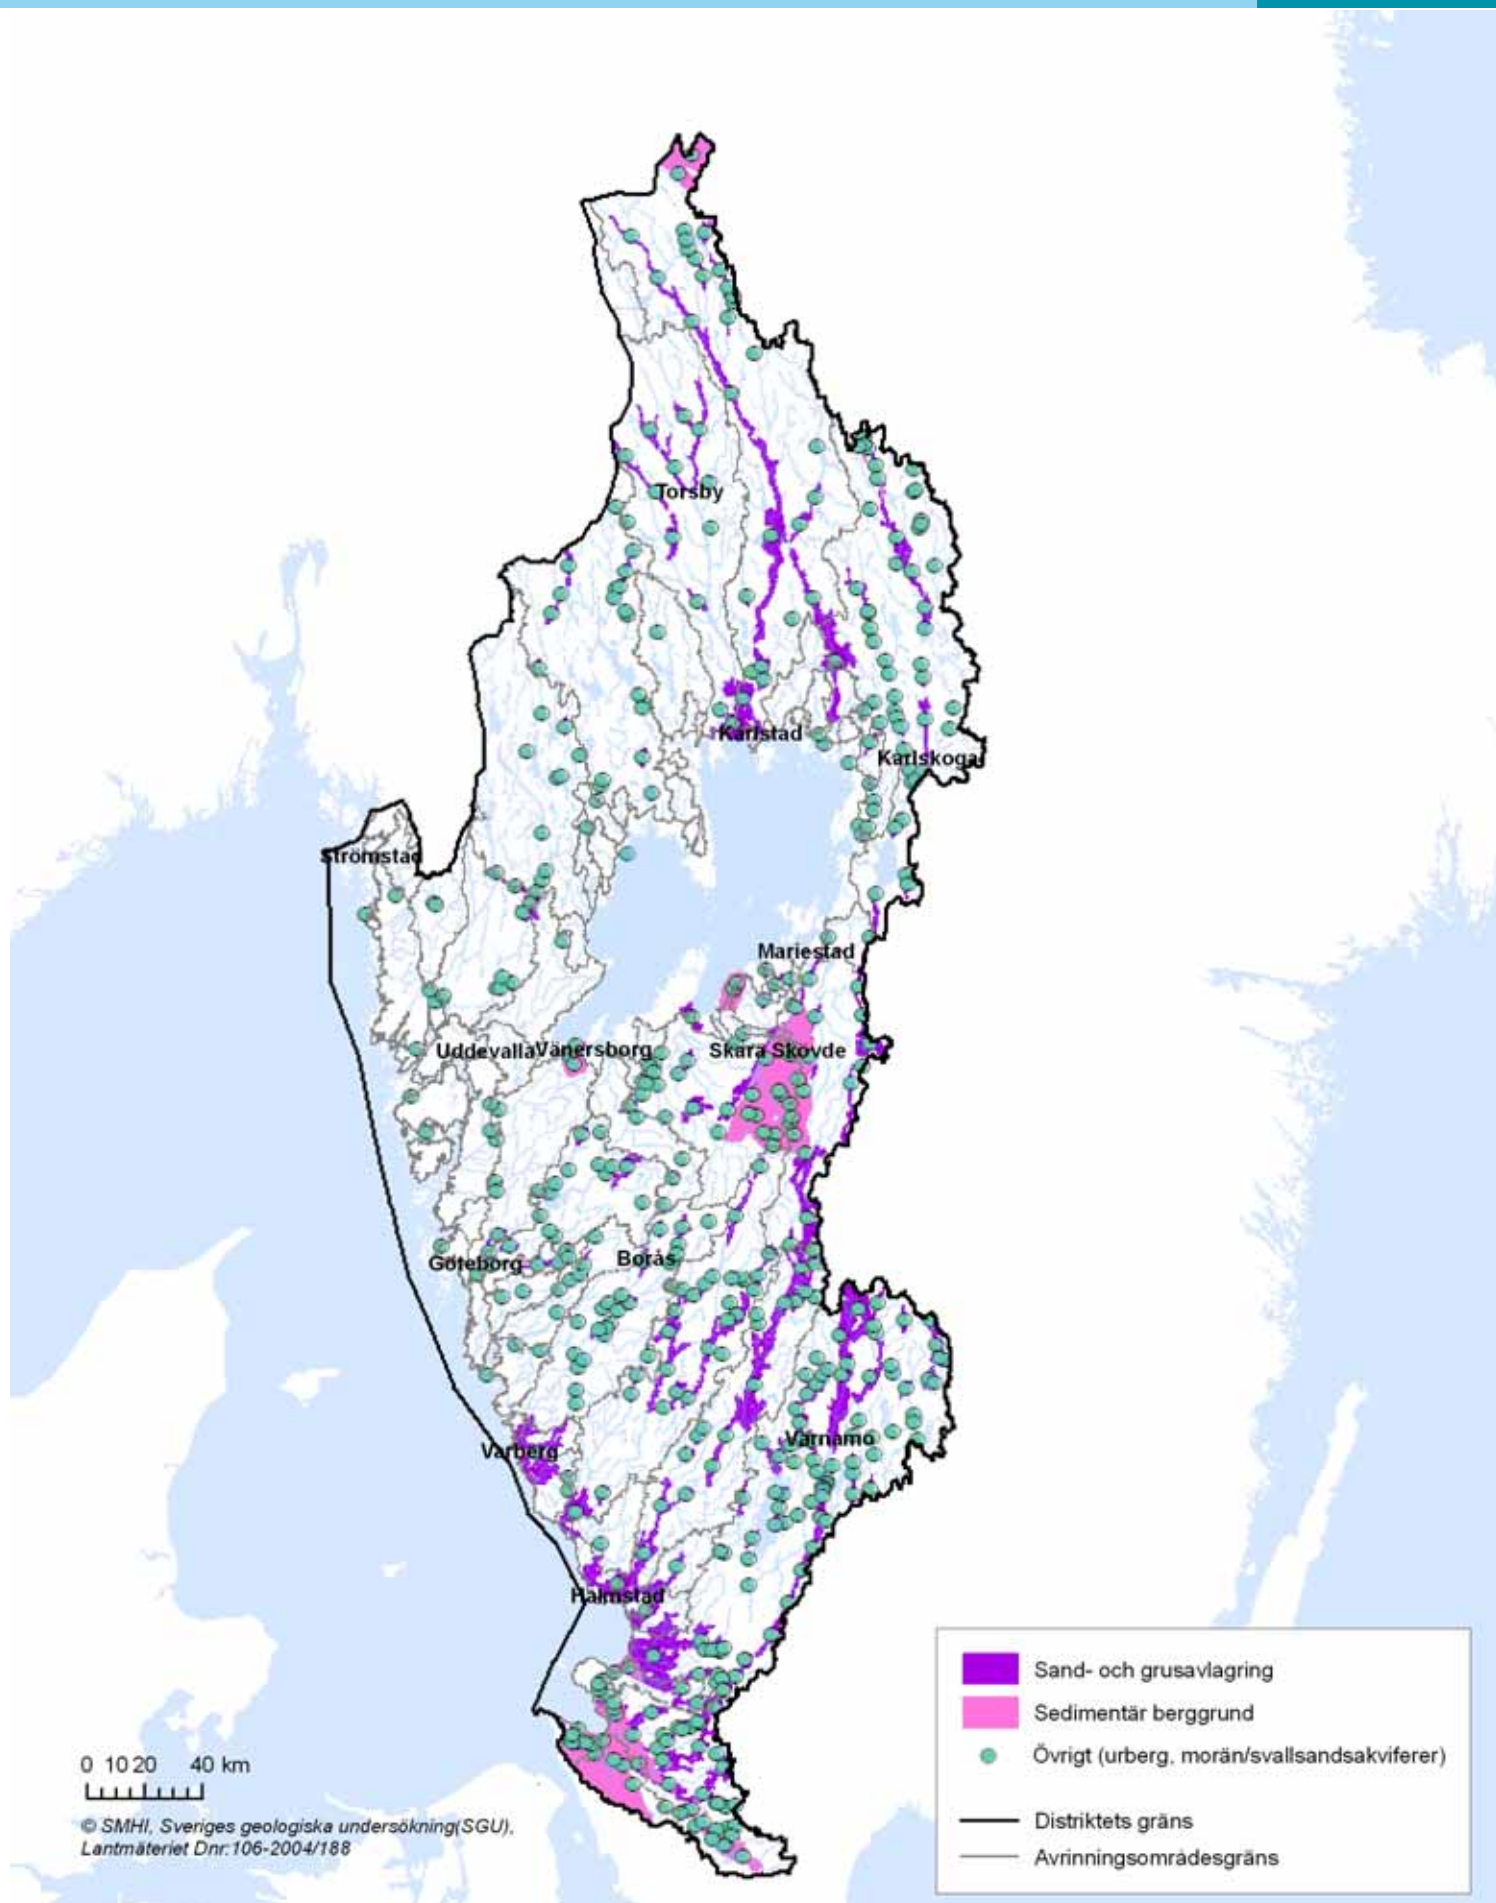 Torsby
Karlstad
Karlskoga
Strömstad
Mariestad
Uddevalla Vänersborg Skara Skövde
Göteborg Borås
Varberg Värnamo
Halmstad
Sand- och grusavlagring
Sedimentär berggrund
Övrigt (urberg, morän/svallsandsakviferer)
Distriktets gräns
Avrinningsområdesgräns
0 10 20 40 km
© SMHI, Sveriges geologiska undersökning(SGU),
Lantmäteriet Dnr:106-2004/188